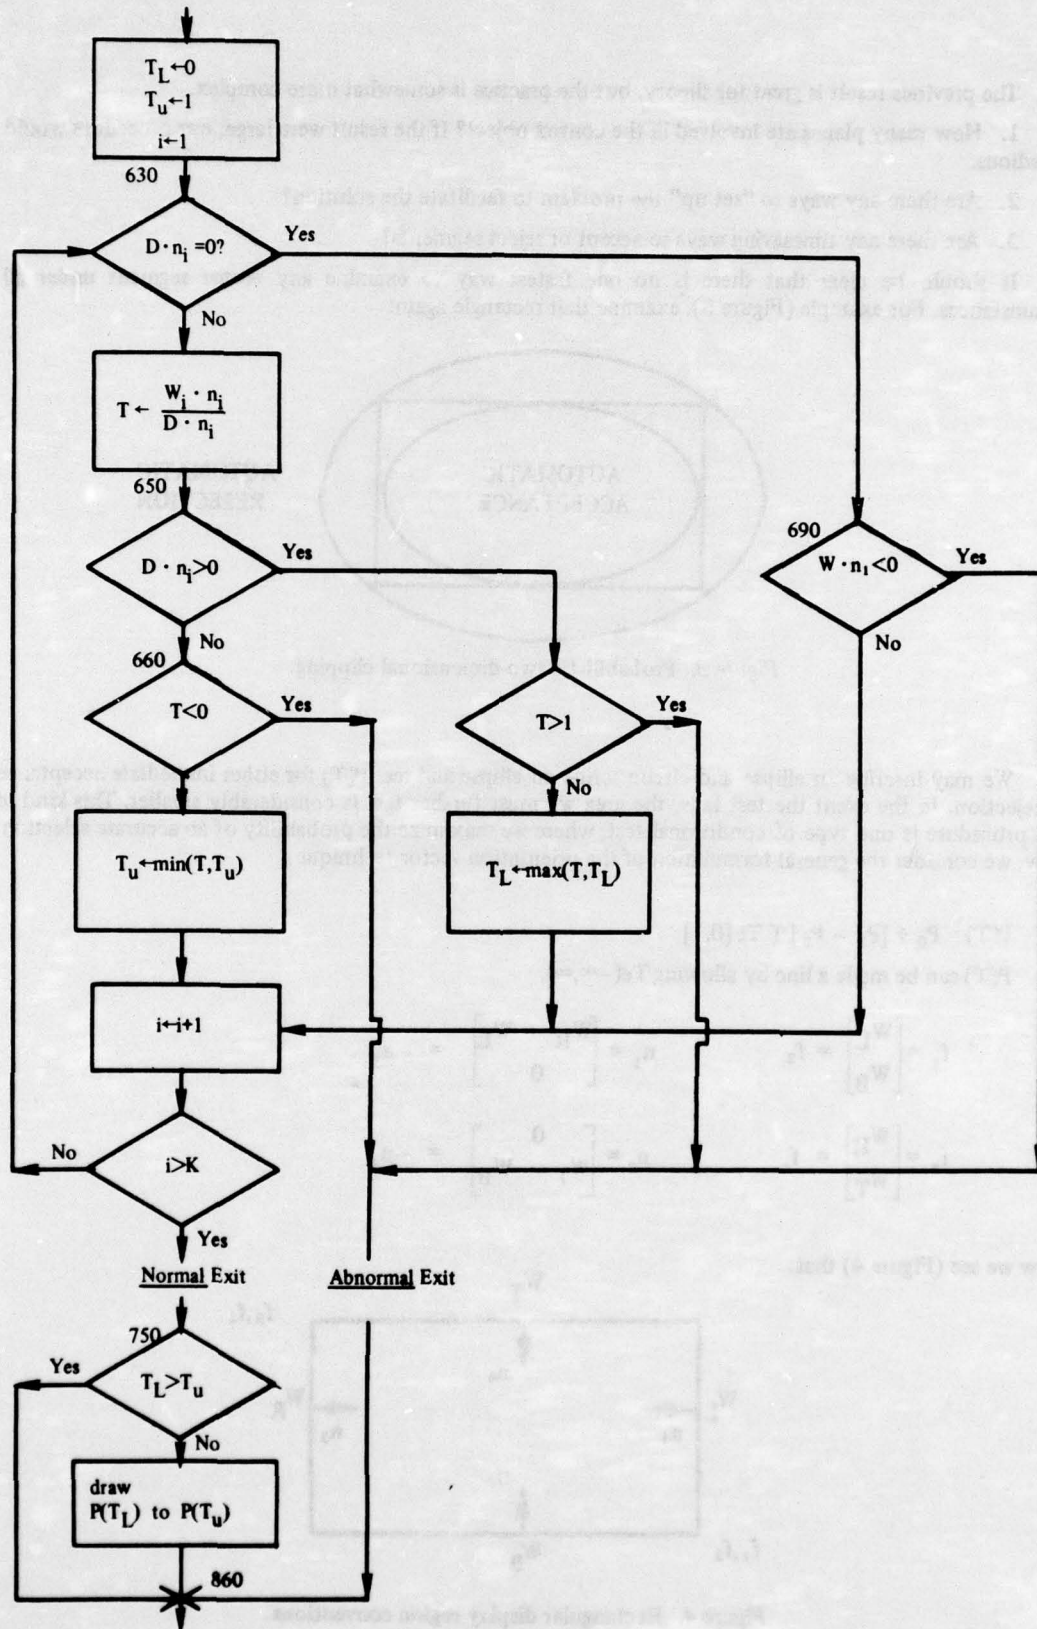 T_L←0
T_u←1
i←1
630
D · n_i =0?
Yes
No
T ← W_i · n_i / D · n_i
650
D · n_i>0
Yes
No
690
W · n_1<0
Yes
No
660
T<0
Yes
No
T>1
Yes
No
T_u←min(T,T_u)
T_L←max(T,T_L)
i←i+1
i>K
No
Yes
Normal Exit
Abnormal Exit
750
T_L>T_u
Yes
No
draw
P(T_L) to P(T_u)
860